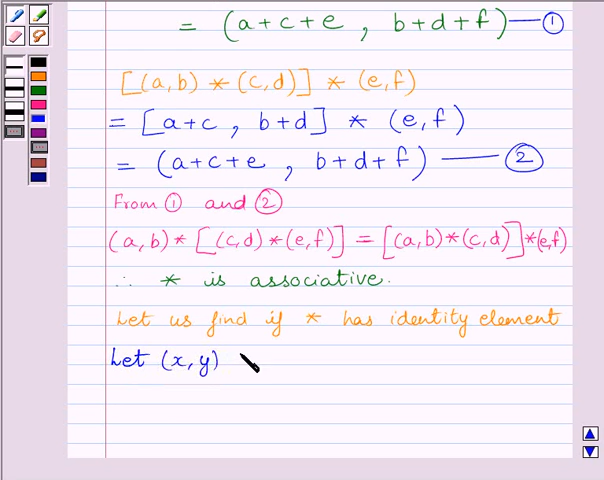 = (a+c+e , b+d+f) — ①
[(a,b) * (c,d)] * (e,f)
= [a+c , b+d] * (e,f)
= (a+c+e , b+d+f) — ②
From ① and ②
(a,b) * [(c,d) * (e,f)] = [(a,b) * (c,d)] * (e,f)
∴ * is associative.
Let us find if * has identity element
Let (x,y)